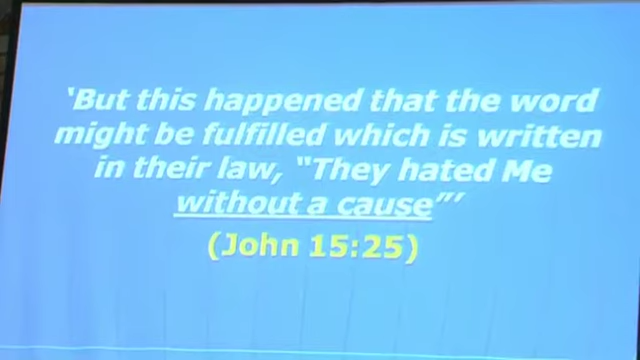 ‘But this happened that the word
might be fulfilled which is written
in their law, “They hated Me
without a cause”’
(John 15:25)